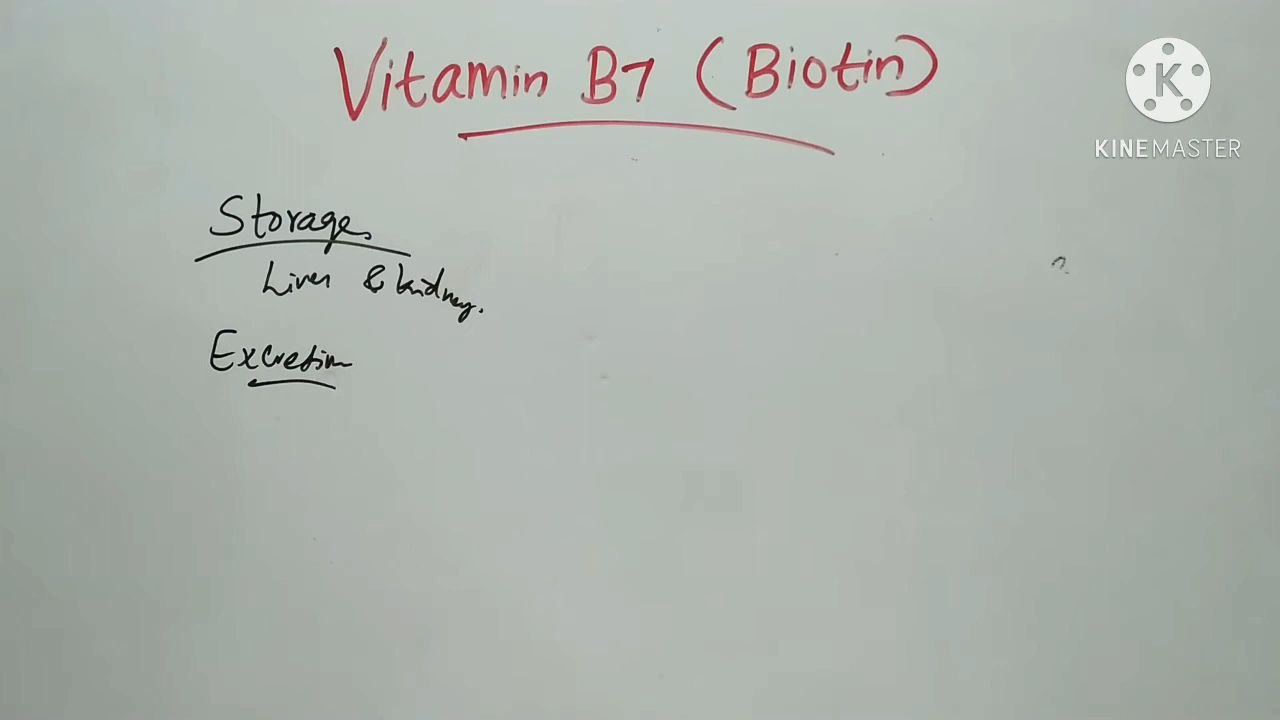 Vitamin B7 (Biotin)
K
KINEMASTER
Storage
Liver & kidney.
Excretion